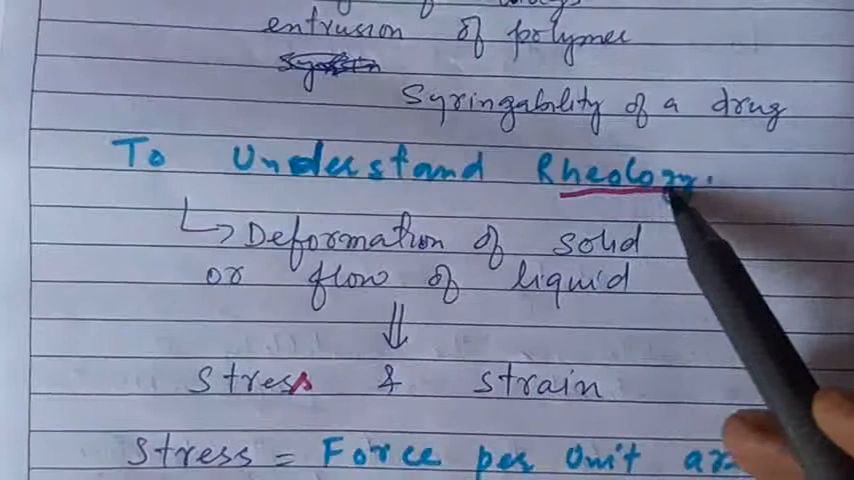 of
entrusion of polymer
Syringability of a drug
To Understand Rheology.
Deformation of solid
or flow of liquid
Stress & strain
Stress = Force per Unit